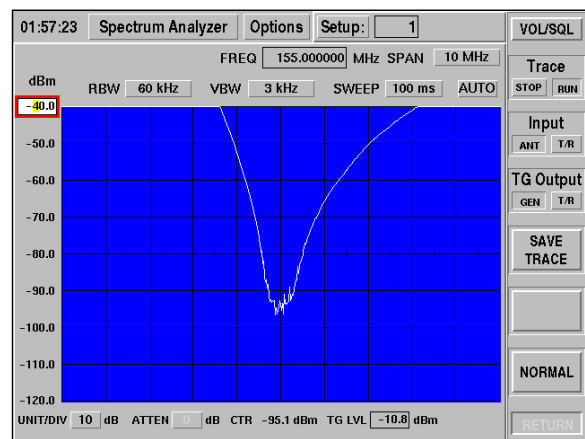 01:57:23 Spectrum Analyzer Options Setup: 1
FREQ 155.000000 MHz SPAN 10 MHz
dBm RBW 60 kHz VBW 3 kHz SWEEP 100 ms AUTO
-40.0
-50.0
-60.0
-70.0
-80.0
-90.0
-100.0
-110.0
-120.0
UNIT/DIV 10 dB ATTEN 0 dB CTR -95.1 dBm TG LVL -10.8 dBm
VOL/SQL
Trace
STOP RUN
Input
ANT T/R
TG Output
GEN T/R
SAVE
TRACE
NORMAL
RETURN